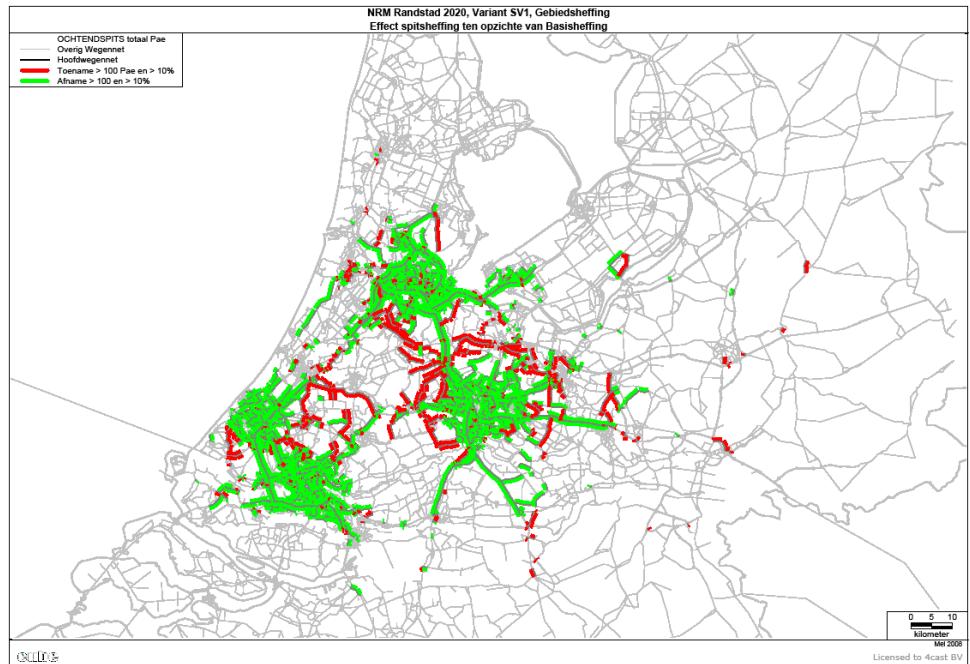 NRM Randstad 2020, Variant SV1, Gebiedsheffing
Effect spitsheffing ten opzichte van Basisheffing
OCHTENDSPITS totaal Pae
Overig Wegennet
Hoofdwegennet
Toename > 100 Pae en > 10%
Afname > 100 en > 10%
0 5 10
kilometer
Mei 2008
cube
Licensed to 4cast BV